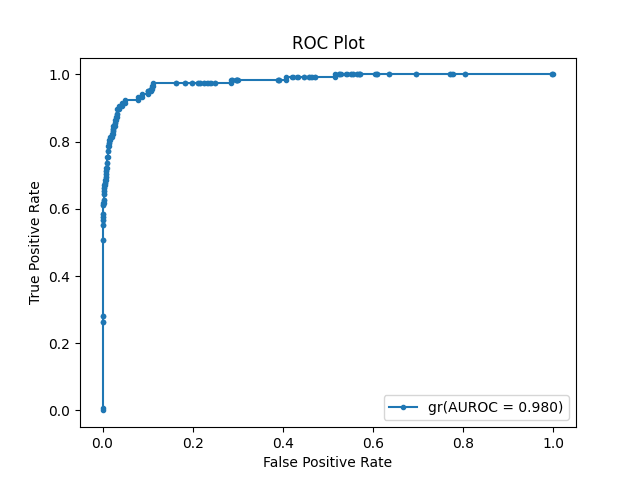 ROC Plot
True Positive Rate
1.0
0.8
0.6
0.4
0.2
0.0
gr(AUROC = 0.980)
0.0 0.2 0.4 0.6 0.8 1.0
False Positive Rate